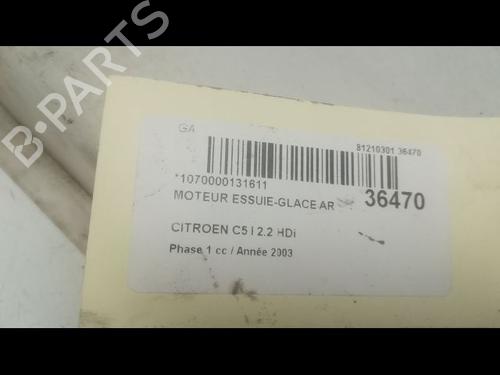 B-PARTS
GA
81210301 36470
*1070000131611
MOTEUR ESSUIE-GLACE AR
36470
CITROEN C5 I 2.2 HDi
Phase 1 cc / Année 2003